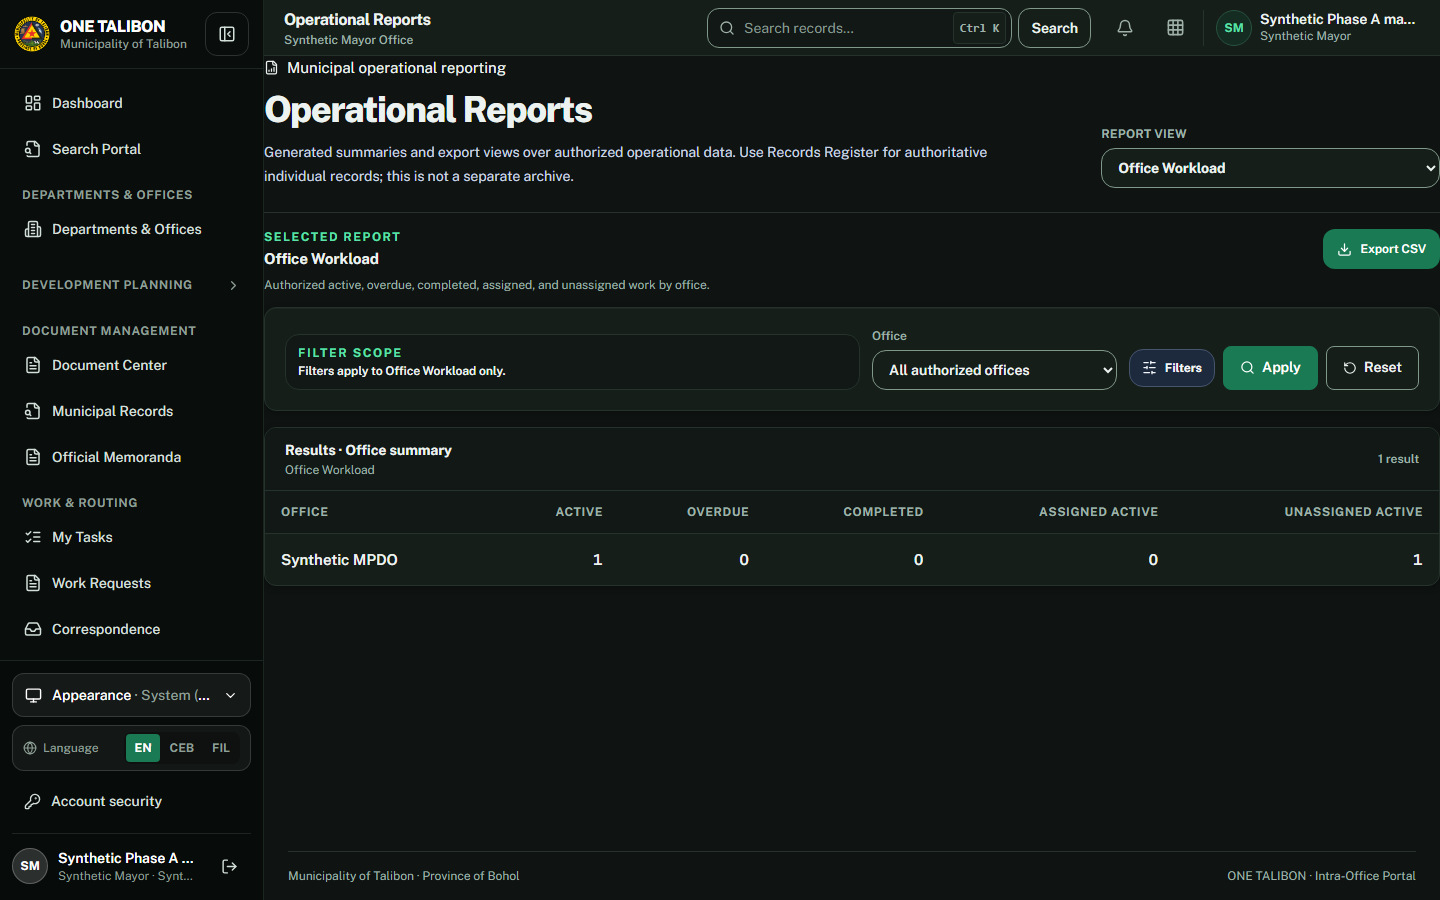 ONE TALIBON
Municipality of Talibon
Dashboard
Search Portal
DEPARTMENTS & OFFICES
Departments & Offices
DEVELOPMENT PLANNING
DOCUMENT MANAGEMENT
Document Center
Municipal Records
Official Memoranda
WORK & ROUTING
My Tasks
Work Requests
Correspondence
Appearance · System (...
Language EN CEB FIL
Account security
SM Synthetic Phase A ...
Synthetic Mayor · Synt...
Operational Reports
Synthetic Mayor Office
Search records... Ctrl K Search
SM Synthetic Phase A ma...
Synthetic Mayor
Municipal operational reporting
Operational Reports
Generated summaries and export views over authorized operational data. Use Records Register for authoritative
individual records; this is not a separate archive.
REPORT VIEW
Office Workload
SELECTED REPORT
Office Workload
Authorized active, overdue, completed, assigned, and unassigned work by office.
Export CSV
FILTER SCOPE
Filters apply to Office Workload only.
Office
All authorized offices Filters Apply Reset
Results · Office summary
Office Workload
1 result
OFFICE ACTIVE OVERDUE COMPLETED ASSIGNED ACTIVE UNASSIGNED ACTIVE
Synthetic MPDO 1 0 0 0 1
Municipality of Talibon · Province of Bohol
ONE TALIBON · Intra-Office Portal